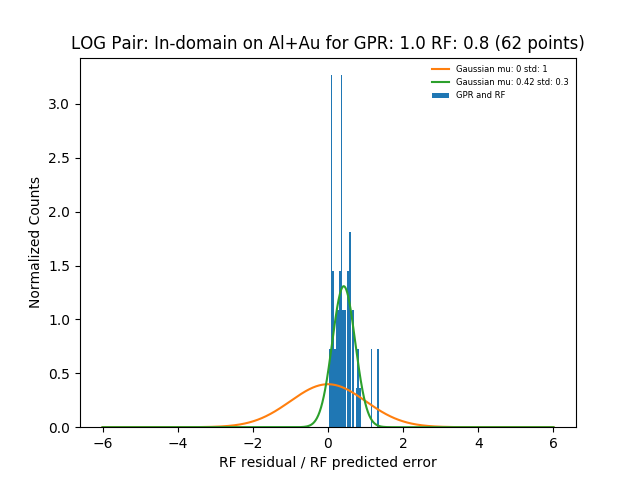 LOG Pair: In-domain on Al+Au for GPR: 1.0 RF: 0.8 (62 points)
Gaussian mu: 0 std: 1
Gaussian mu: 0.42 std: 0.3
GPR and RF
Normalized Counts
3.0
2.5
2.0
1.5
1.0
0.5
0.0
−6 −4 −2 0 2 4 6
RF residual / RF predicted error